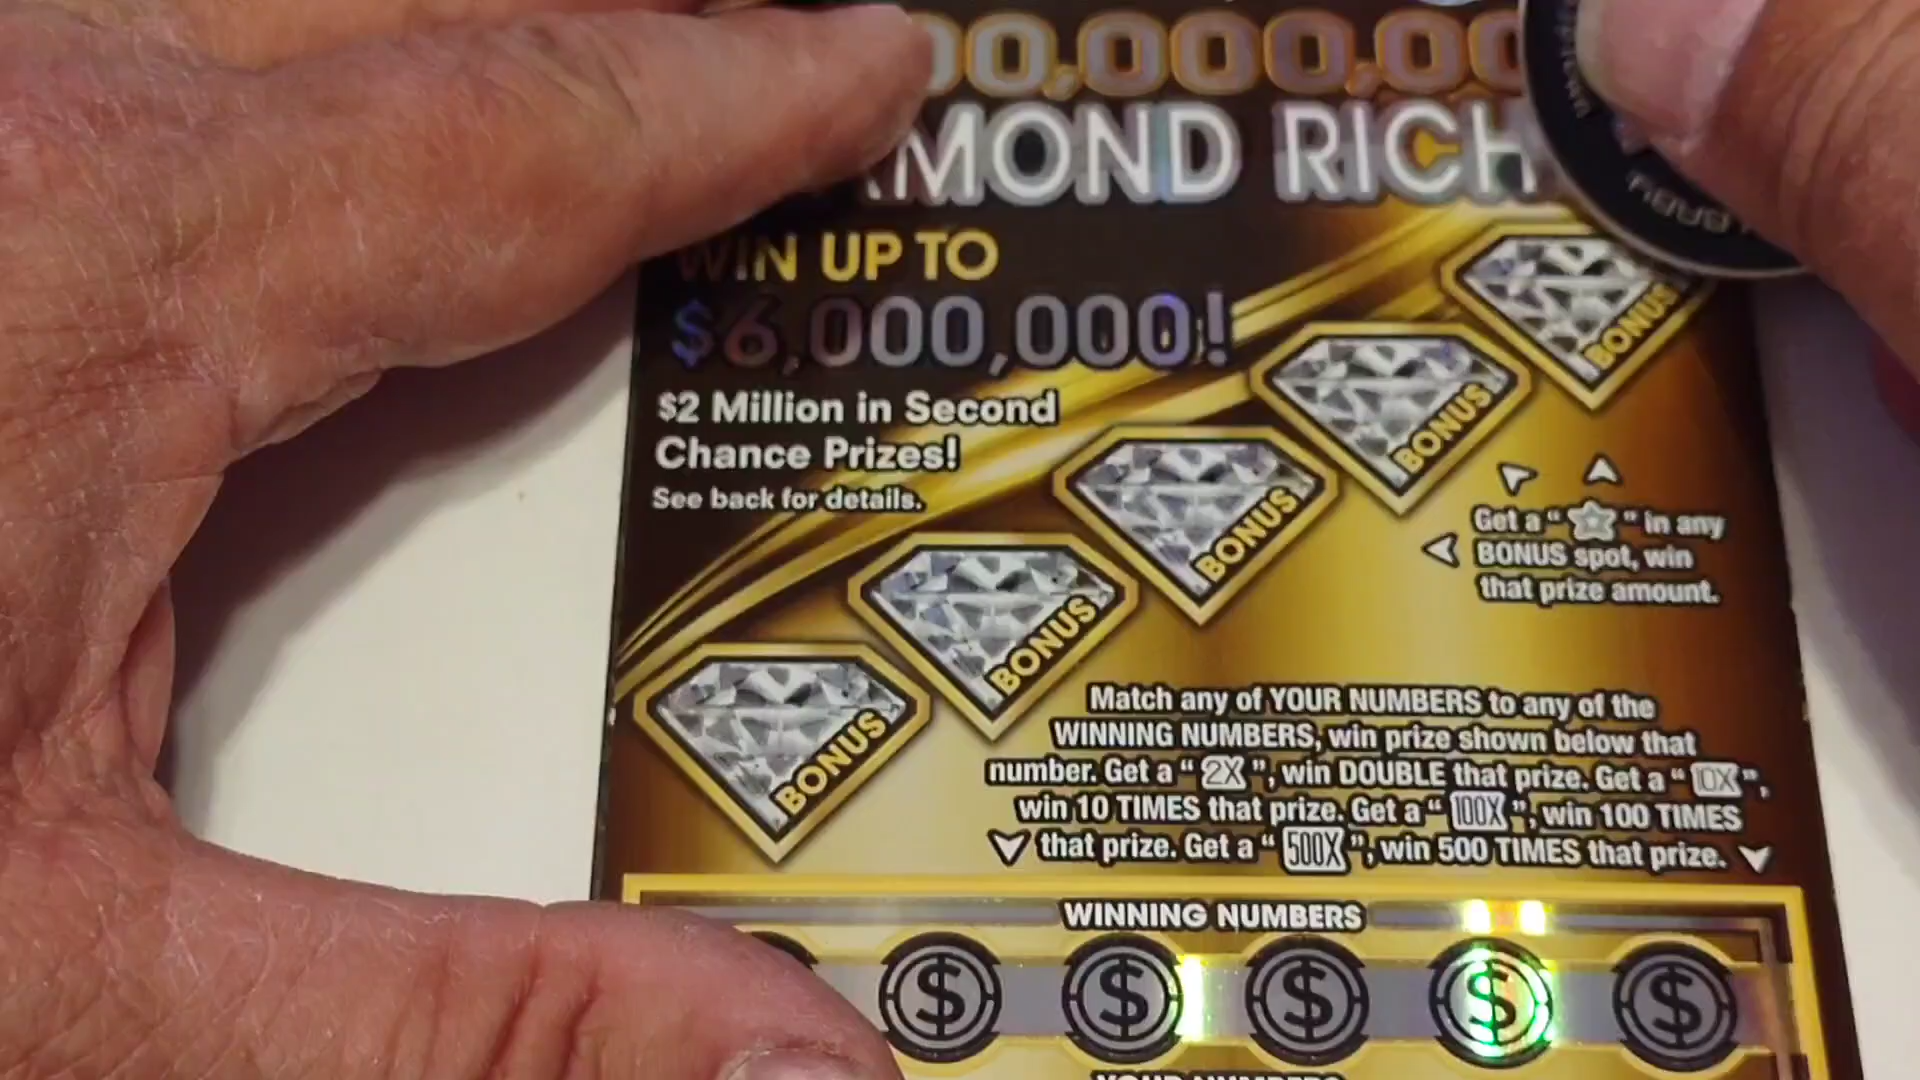 00,000,00
MOND RICH
WIN UP TO
$6,000,000!
$2 Million in Second
Chance Prizes!
See back for details.
BONUS
BONUS
BONUS
BONUS
BONUS
Get a “ ” in any
BONUS spot, win
that prize amount.
Match any of YOUR NUMBERS to any of the
WINNING NUMBERS, win prize shown below that
number. Get a “ 2X ”, win DOUBLE that prize. Get a “ 10X ”,
win 10 TIMES that prize. Get a “ 100X ”, win 100 TIMES
that prize. Get a “ 500X ”, win 500 TIMES that prize.
WINNING NUMBERS
$ $ $ $ $
YOUR NUMBERS